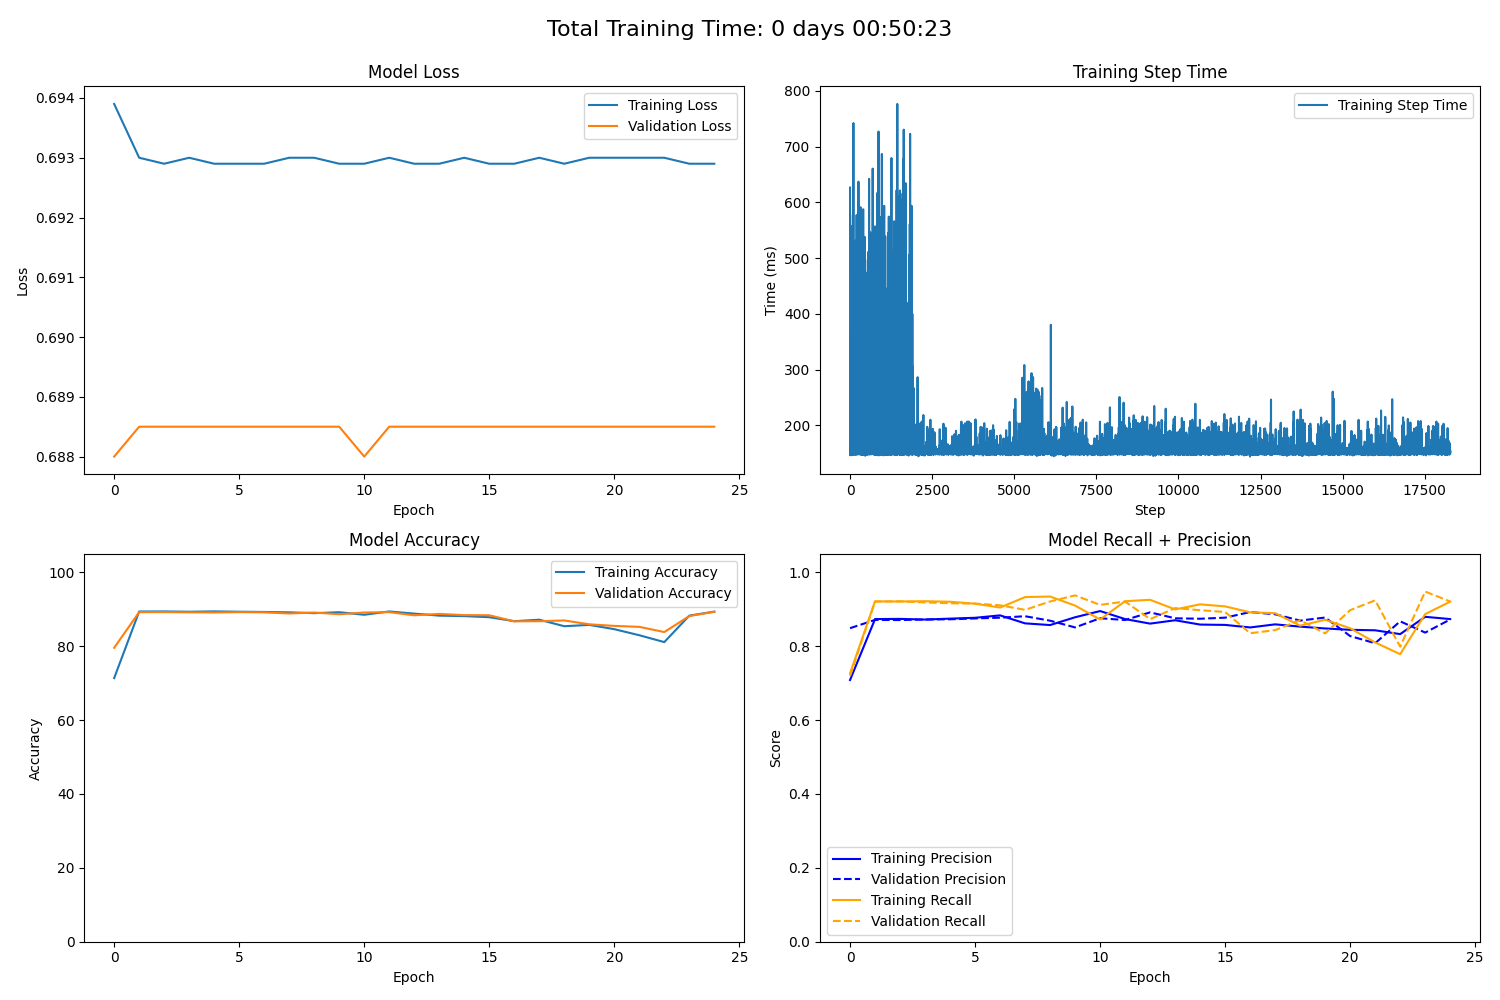 Total Training Time: 0 days 00:50:23
Model Loss
0.694
0.693
0.692
0.691
0.690
0.689
0.688
Loss
0 5 10 15 20 25
Epoch
Training Loss
Validation Loss
Training Step Time
800
700
600
500
400
300
200
Time (ms)
0 2500 5000 7500 10000 12500 15000 17500
Step
Training Step Time
Model Accuracy
100
80
60
40
20
0
Accuracy
0 5 10 15 20 25
Epoch
Training Accuracy
Validation Accuracy
Model Recall + Precision
1.0
0.8
0.6
0.4
0.2
0.0
Score
0 5 10 15 20 25
Epoch
Training Precision
Validation Precision
Training Recall
Validation Recall